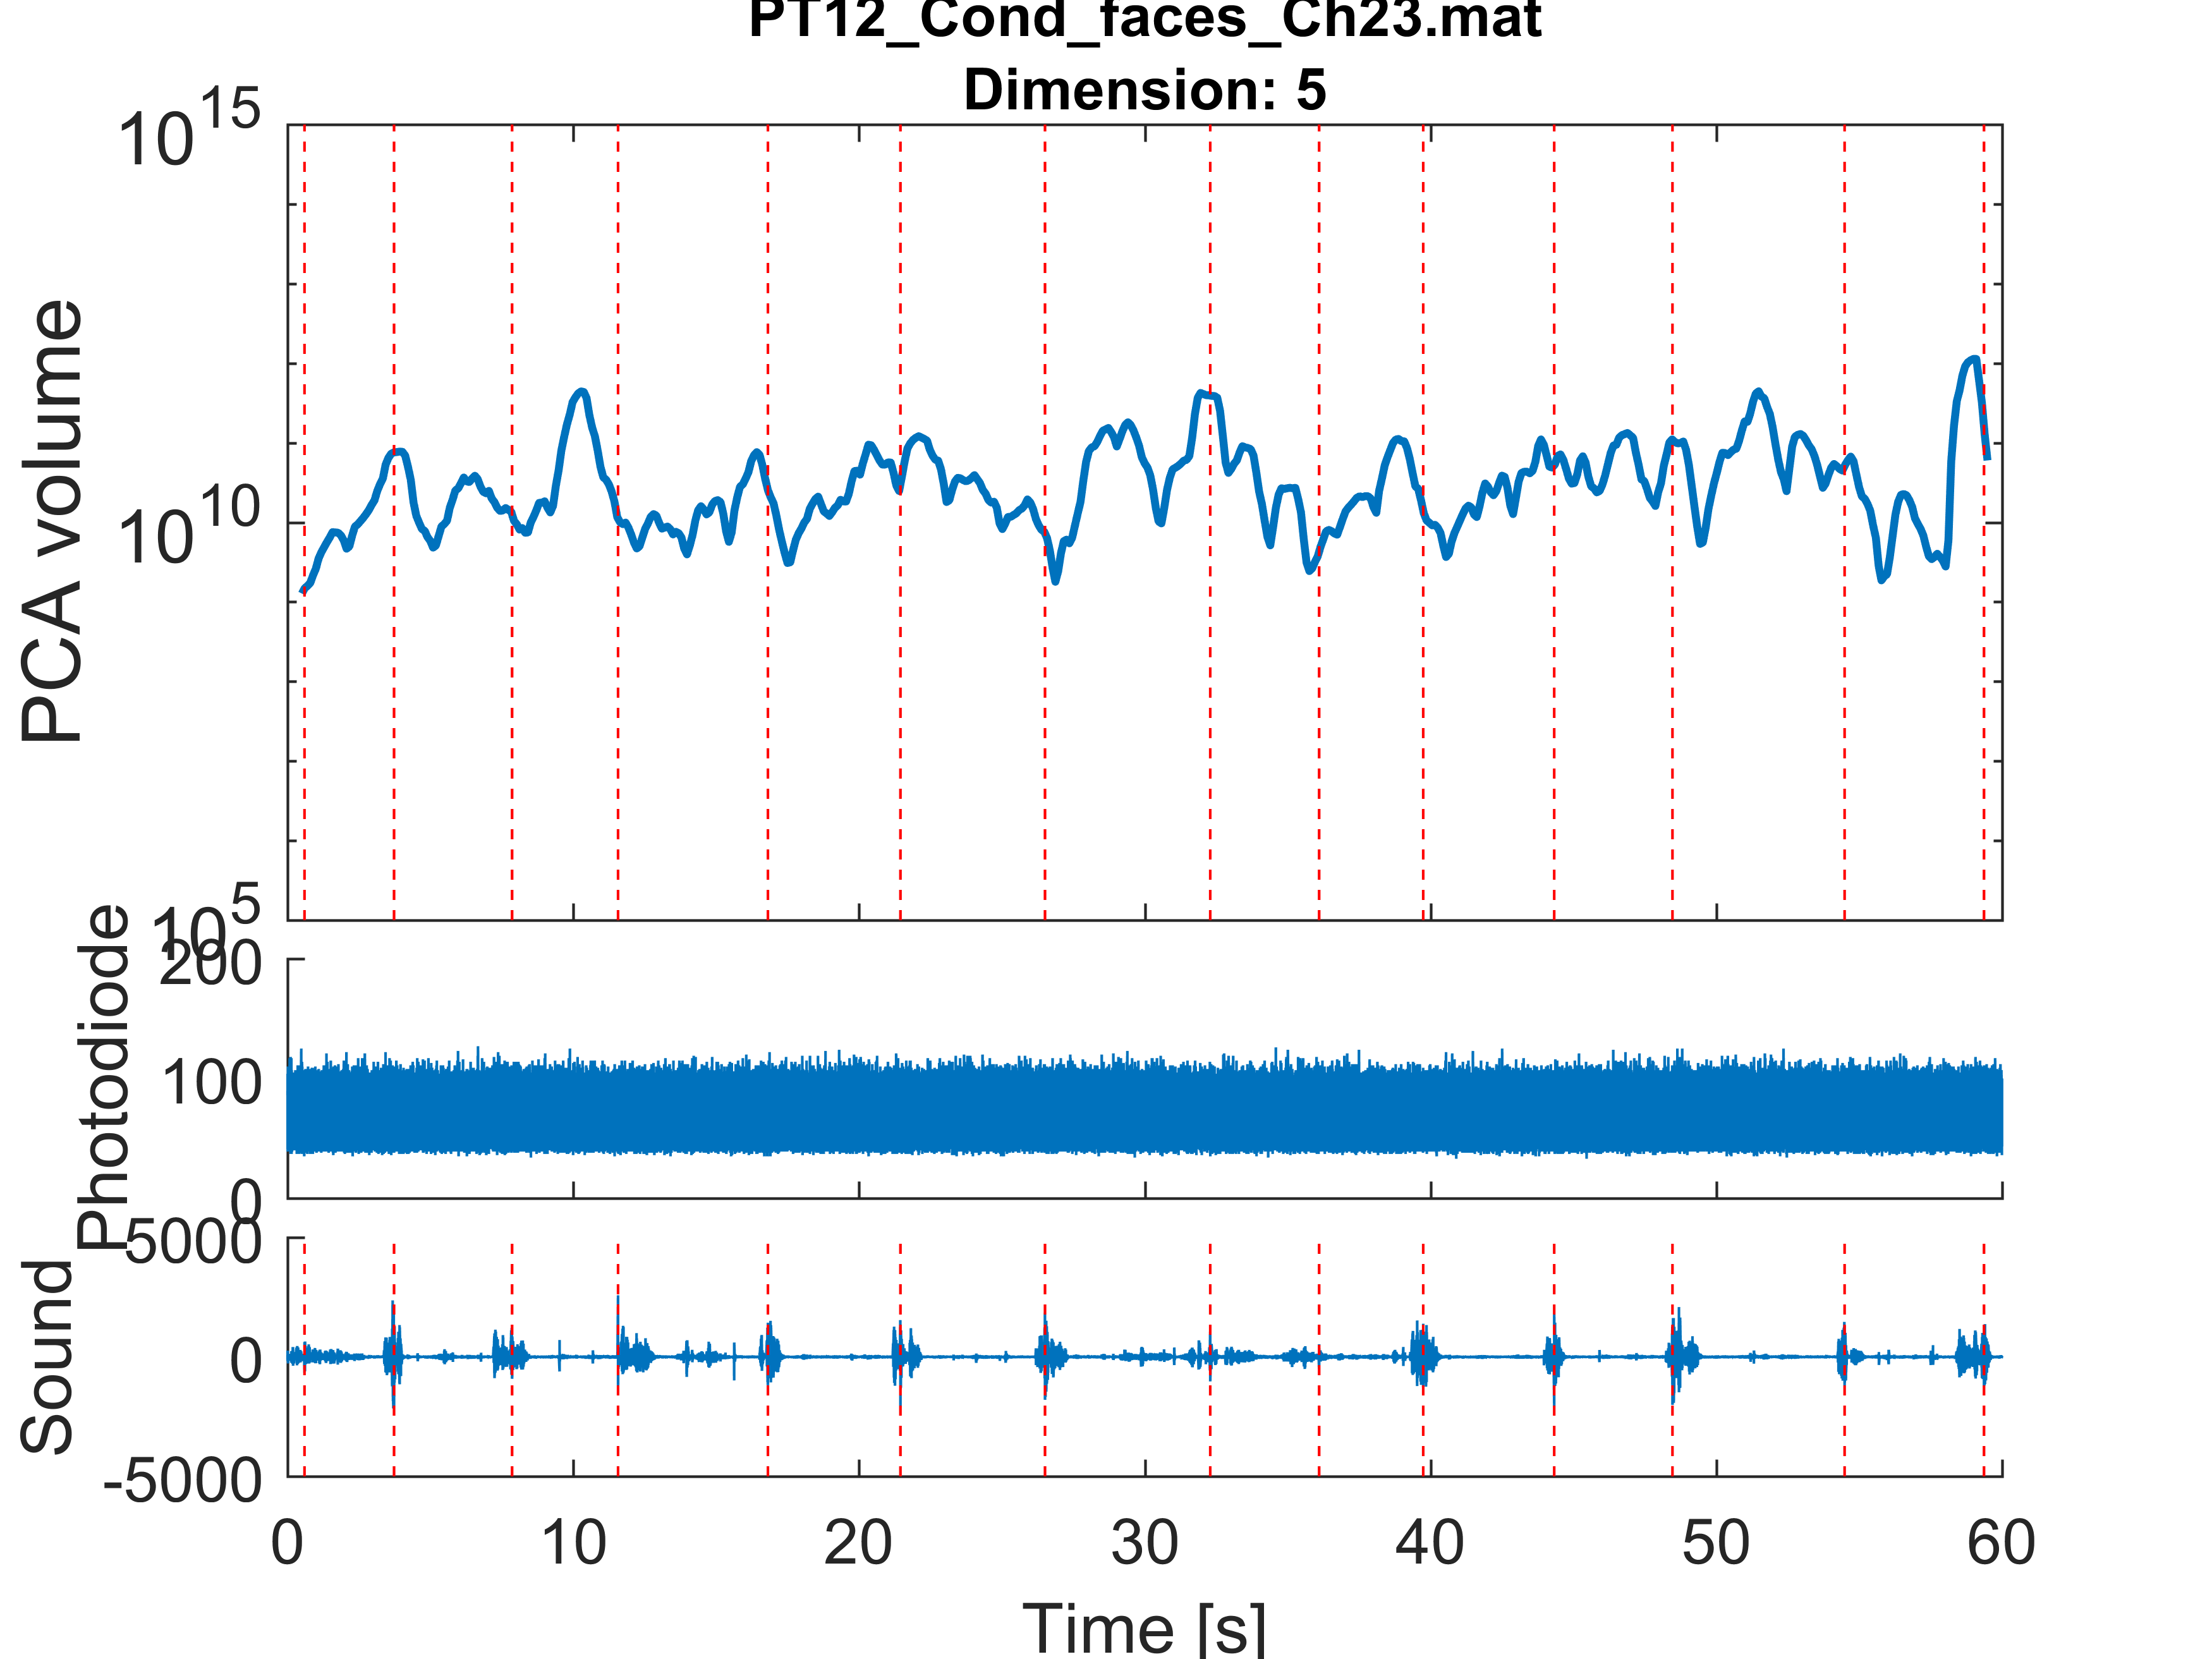 PT12_Cond_faces_Ch23.mat
Dimension: 5
10^15
10^10
10^5
PCA volume
200
100
0
Photodiode
5000
0
-5000
Sound
0 10 20 30 40 50 60
Time [s]